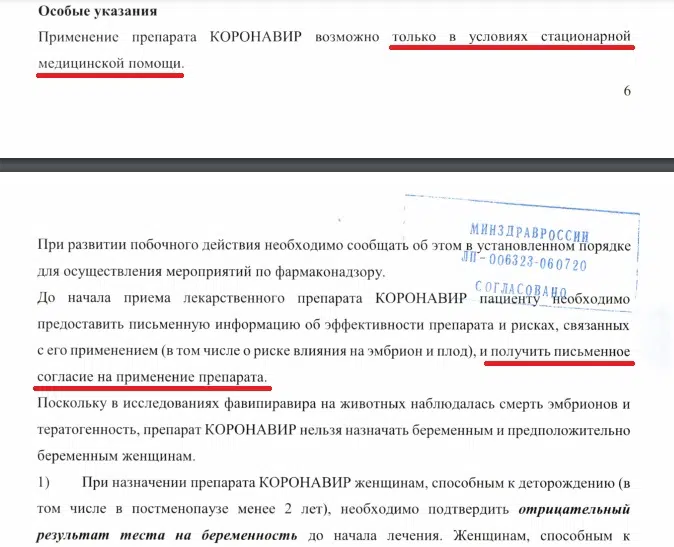 Особые указания
Применение препарата КОРОНАВИР возможно только в условиях стационарной
медицинской помощи.
6
МИНЗДРАВРОССИИ
ЛП-006323-060720
СОГЛАСОВАНО
При развитии побочного действия необходимо сообщать об этом в установленном порядке
для осуществления мероприятий по фармаконадзору.
До начала приема лекарственного препарата КОРОНАВИР пациенту необходимо
предоставить письменную информацию об эффективности препарата и рисках, связанных
с его применением (в том числе о риске влияния на эмбрион и плод), и получить письменное
согласие на применение препарата.
Поскольку в исследованиях фавипиравира на животных наблюдалась смерть эмбрионов и
тератогенность, препарат КОРОНАВИР нельзя назначать беременным и предположительно
беременным женщинам.
1) При назначении препарата КОРОНАВИР женщинам, способным к деторождению (в
том числе в постменопаузе менее 2 лет), необходимо подтвердить отрицательный
результат теста на беременность до начала лечения. Женщинам, способным к